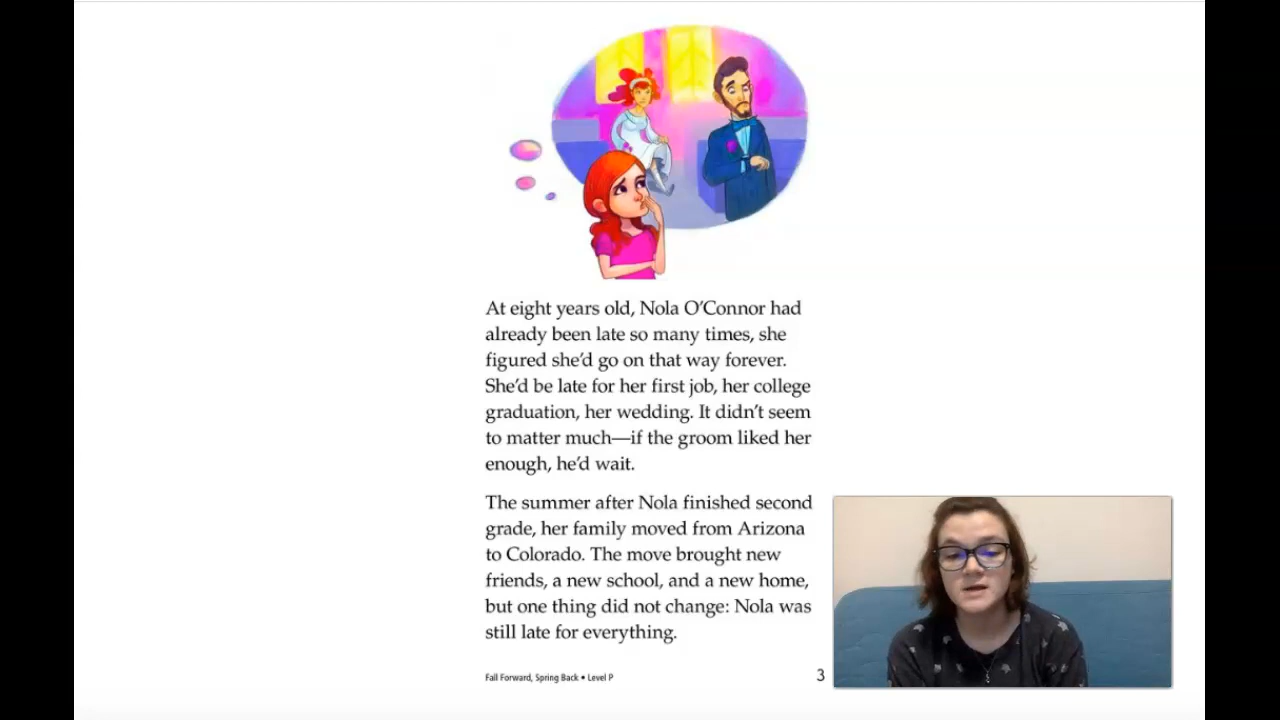 At eight years old, Nola O’Connor had
already been late so many times, she
figured she’d go on that way forever.
She’d be late for her first job, her college
graduation, her wedding. It didn’t seem
to matter much—if the groom liked her
enough, he’d wait.
The summer after Nola finished second
grade, her family moved from Arizona
to Colorado. The move brought new
friends, a new school, and a new home,
but one thing did not change: Nola was
still late for everything.
Fall Forward, Spring Back • Level P
3